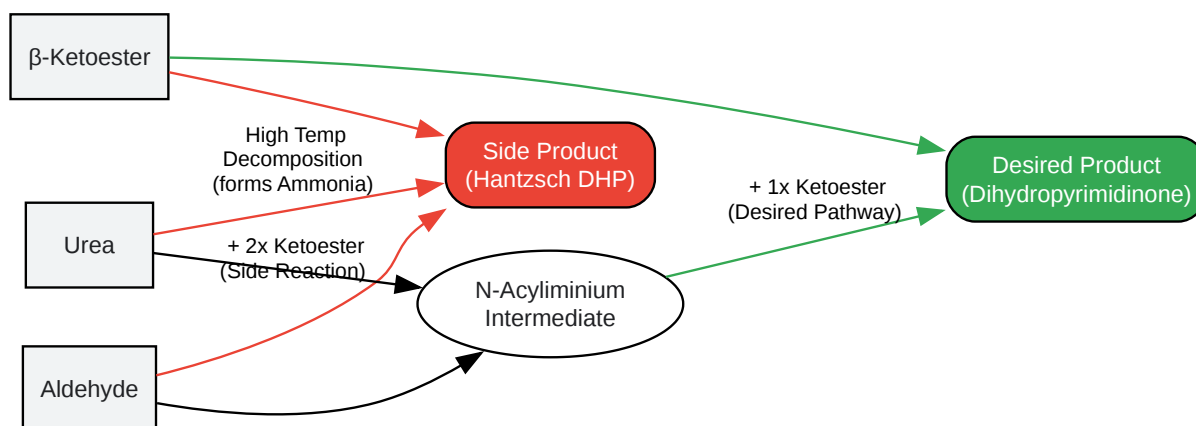 β-Ketoester
High Temp
Decomposition
(forms Ammonia)
Side Product
(Hantzsch DHP)
Desired Product
(Dihydropyrimidinone)
+ 1x Ketoester
(Desired Pathway)
Urea
+ 2x Ketoester
(Side Reaction)
N-Acyliminium
Intermediate
Aldehyde